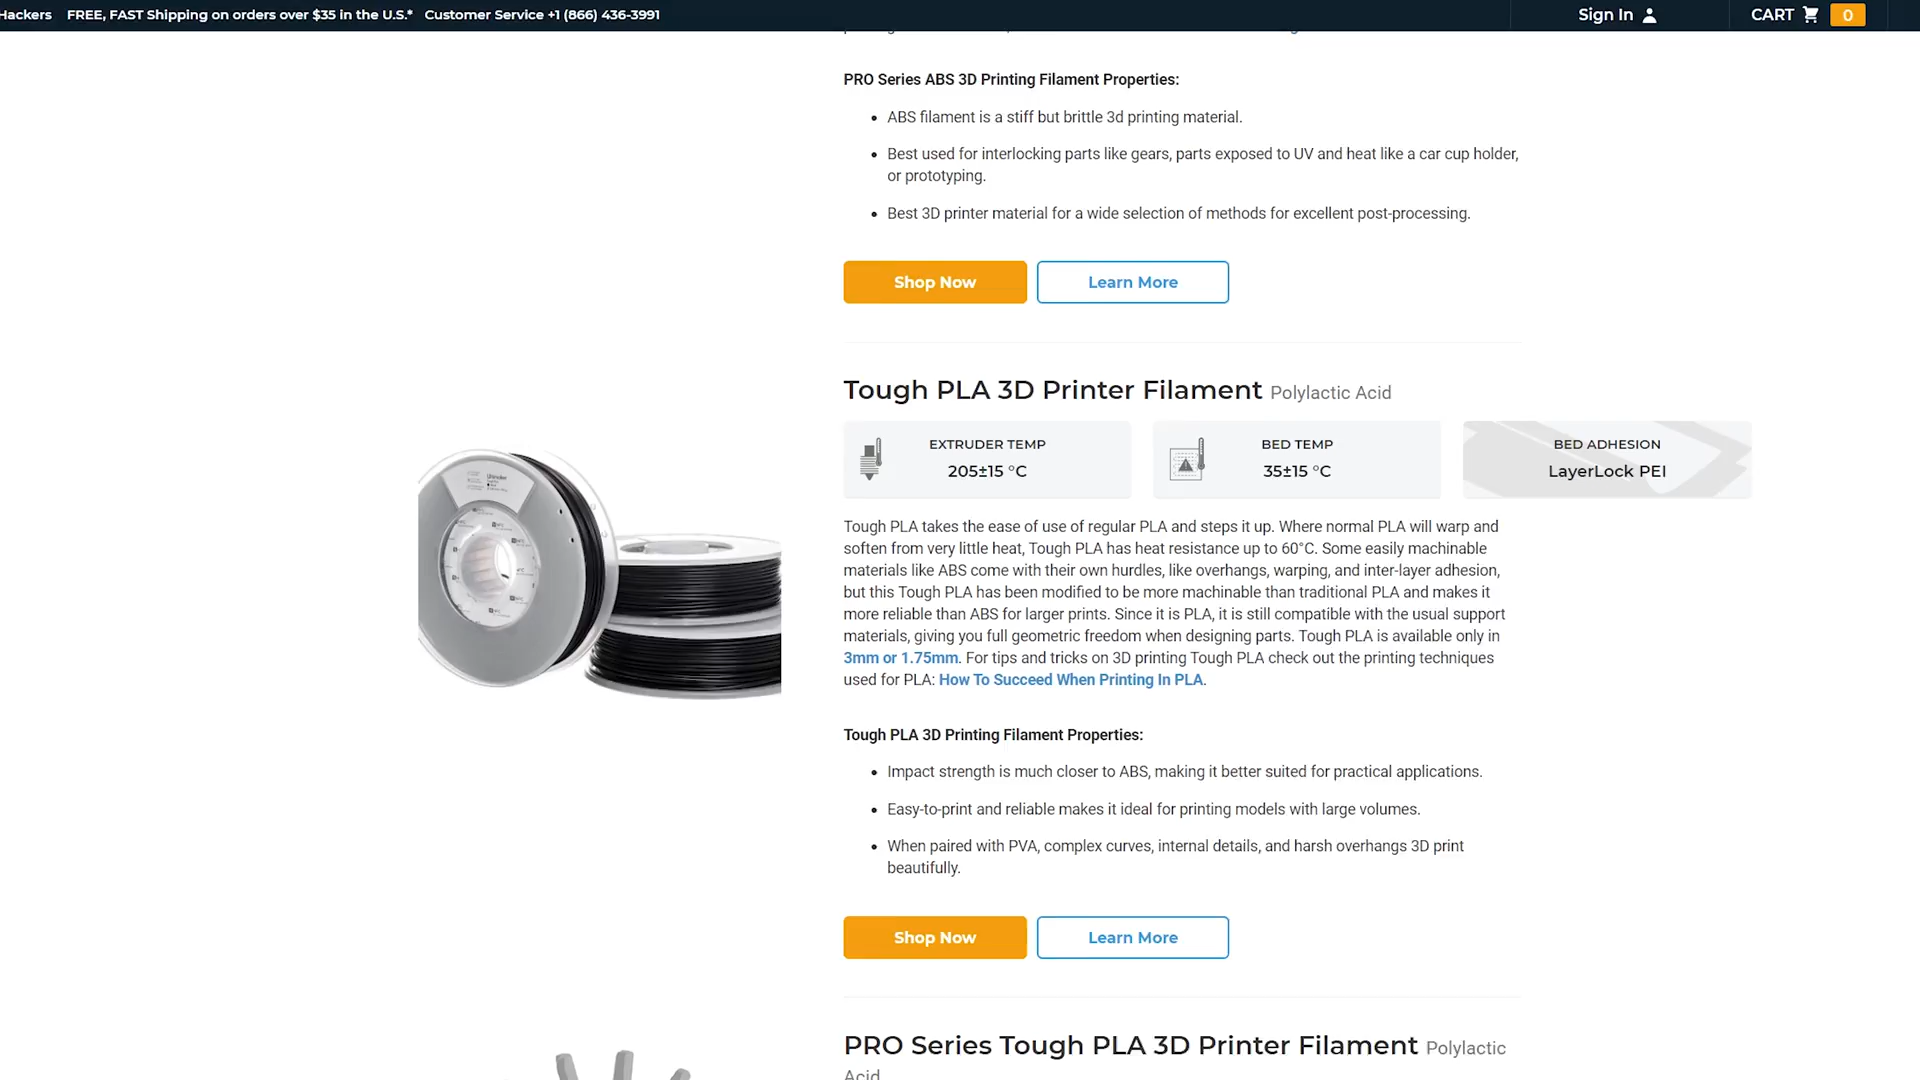 Hackers FREE, FAST Shipping on orders over $35 in the U.S.* Customer Service +1 (866) 436-3991 Sign In CART 0
PRO Series ABS 3D Printing Filament Properties:
• ABS filament is a stiff but brittle 3d printing material.
• Best used for interlocking parts like gears, parts exposed to UV and heat like a car cup holder,
or prototyping.
• Best 3D printer material for a wide selection of methods for excellent post-processing.
Shop Now Learn More
Tough PLA 3D Printer Filament Polylactic Acid
EXTRUDER TEMP
205±15 °C
BED TEMP
35±15 °C
BED ADHESION
LayerLock PEI
Tough PLA takes the ease of use of regular PLA and steps it up. Where normal PLA will warp and
soften from very little heat, Tough PLA has heat resistance up to 60°C. Some easily machinable
materials like ABS come with their own hurdles, like overhangs, warping, and inter-layer adhesion,
but this Tough PLA has been modified to be more machinable than traditional PLA and makes it
more reliable than ABS for larger prints. Since it is PLA, it is still compatible with the usual support
materials, giving you full geometric freedom when designing parts. Tough PLA is available only in
3mm or 1.75mm. For tips and tricks on 3D printing Tough PLA check out the printing techniques
used for PLA: How To Succeed When Printing In PLA.
Tough PLA 3D Printing Filament Properties:
• Impact strength is much closer to ABS, making it better suited for practical applications.
• Easy-to-print and reliable makes it ideal for printing models with large volumes.
• When paired with PVA, complex curves, internal details, and harsh overhangs 3D print
beautifully.
Shop Now Learn More
PRO Series Tough PLA 3D Printer Filament Polylactic
Acid